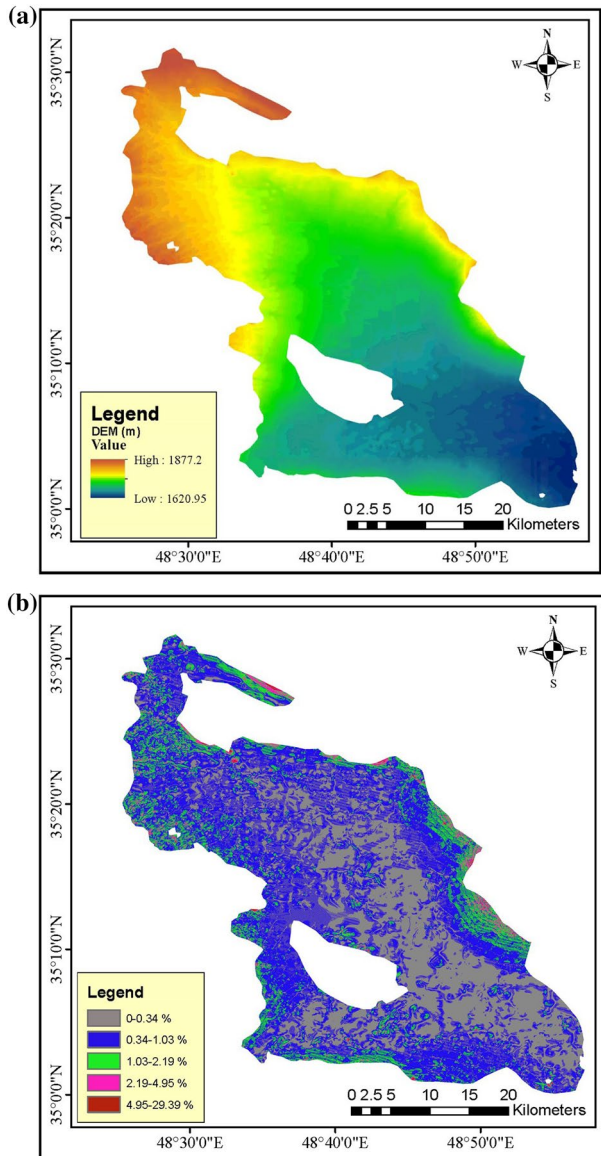 (a)
N
W E
S
35°30'0"N
35°20'0"N
35°10'0"N
35°0'0"N
Legend
DEM (m)
Value
High : 1877.2
Low : 1620.95
0 2.5 5 10 15 20
Kilometers
48°30'0"E 48°40'0"E 48°50'0"E
(b)
N
W E
S
35°30'0"N
35°20'0"N
35°10'0"N
35°0'0"N
Legend
0-0.34 %
0.34-1.03 %
1.03-2.19 %
2.19-4.95 %
4.95-29.39 %
0 2.5 5 10 15 20
Kilometers
48°30'0"E 48°40'0"E 48°50'0"E